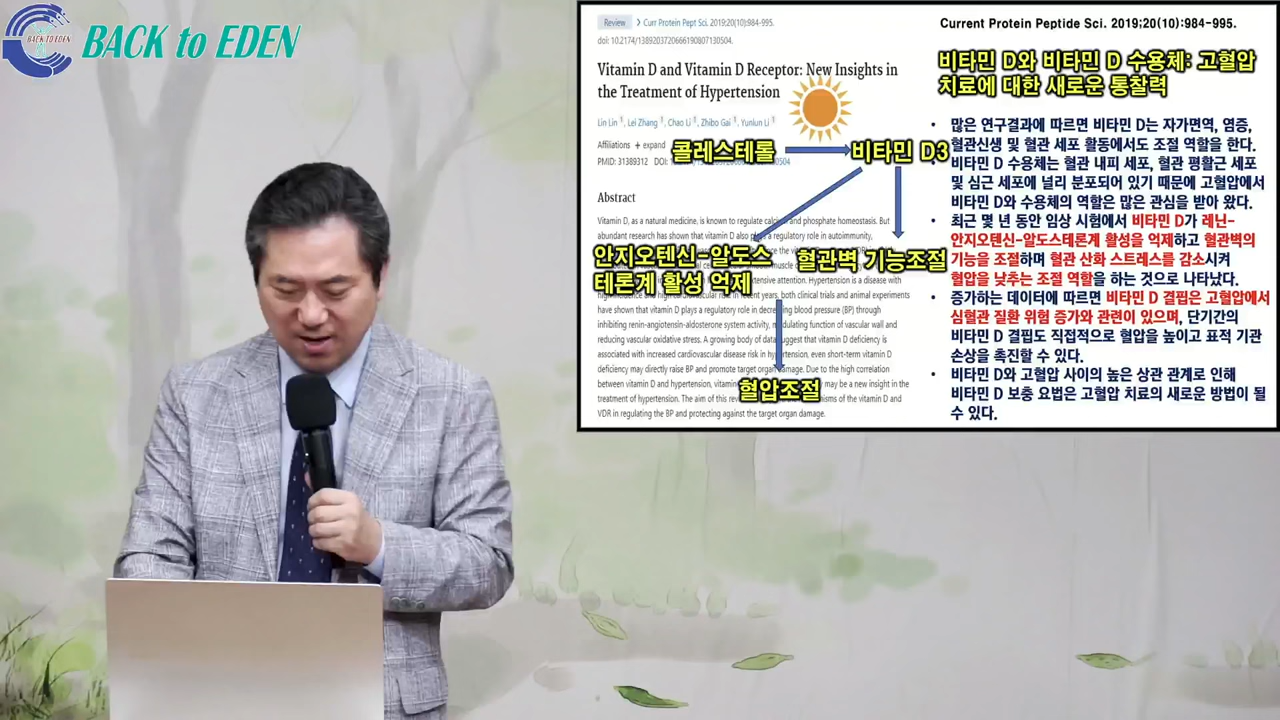 BACK to EDEN
BACK TO EDEN
Review > Curr Protein Pept Sci. 2019;20(10):984-995.
doi: 10.2174/1389203720666190807130504.
Vitamin D and Vitamin D Receptor: New Insights in
the Treatment of Hypertension
Lin Lin 1, Lei Zhang 1, Chao Li 1, Zhibo Gai 1, Yunlun Li 1
Affiliations + expand
PMID: 31389312 DOI:
콜레스테롤
비타민 D3
Abstract
Vitamin D, as a natural medicine, is known to regulate calcium and phosphate homeostasis. But
abundant research has shown that vitamin D also plays a regulatory role in autoimmunity,
안지오텐신-알도스
테론계 활성 억제
혈관벽 기능조절
Hypertension is a disease with
high incidence and high cardiovascular risk in recent years, both clinical trials and animal experiments
have shown that vitamin D plays a regulatory role in decreasing blood pressure (BP) through
inhibiting renin-angiotensin-aldosterone system activity, modulating function of vascular wall and
reducing vascular oxidative stress. A growing body of data suggest that vitamin D deficiency is
associated with increased cardiovascular disease risk in hypertension, even short-term vitamin D
deficiency may directly raise BP and promote target organ damage. Due to the high correlation
between vitamin D and hypertension, vitamin may be a new insight in the
treatment of hypertension. The aim of this
of the vitamin D and
VDR in regulating the BP and protecting against the target organ damage.
혈압조절
Current Protein Peptide Sci. 2019;20(10):984-995.
비타민 D와 비타민 D 수용체: 고혈압
치료에 대한 새로운 통찰력
• 많은 연구결과에 따르면 비타민 D는 자가면역, 염증,
혈관신생 및 혈관 세포 활동에서도 조절 역할을 한다.
• 비타민 D 수용체는 혈관 내피 세포, 혈관 평활근 세포
및 심근 세포에 널리 분포되어 있기 때문에 고혈압에서
비타민 D와 수용체의 역할은 많은 관심을 받아 왔다.
• 최근 몇 년 동안 임상 시험에서 비타민 D가 레닌-
안지오텐신-알도스테론계 활성을 억제하고 혈관벽의
기능을 조절하며 혈관 산화 스트레스를 감소시켜
혈압을 낮추는 조절 역할을 하는 것으로 나타났다.
• 증가하는 데이터에 따르면 비타민 D 결핍은 고혈압에서
심혈관 질환 위험 증가와 관련이 있으며, 단기간의
비타민 D 결핍도 직접적으로 혈압을 높이고 표적 기관
손상을 촉진할 수 있다.
• 비타민 D와 고혈압 사이의 높은 상관 관계로 인해
비타민 D 보충 요법은 고혈압 치료의 새로운 방법이 될
수 있다.